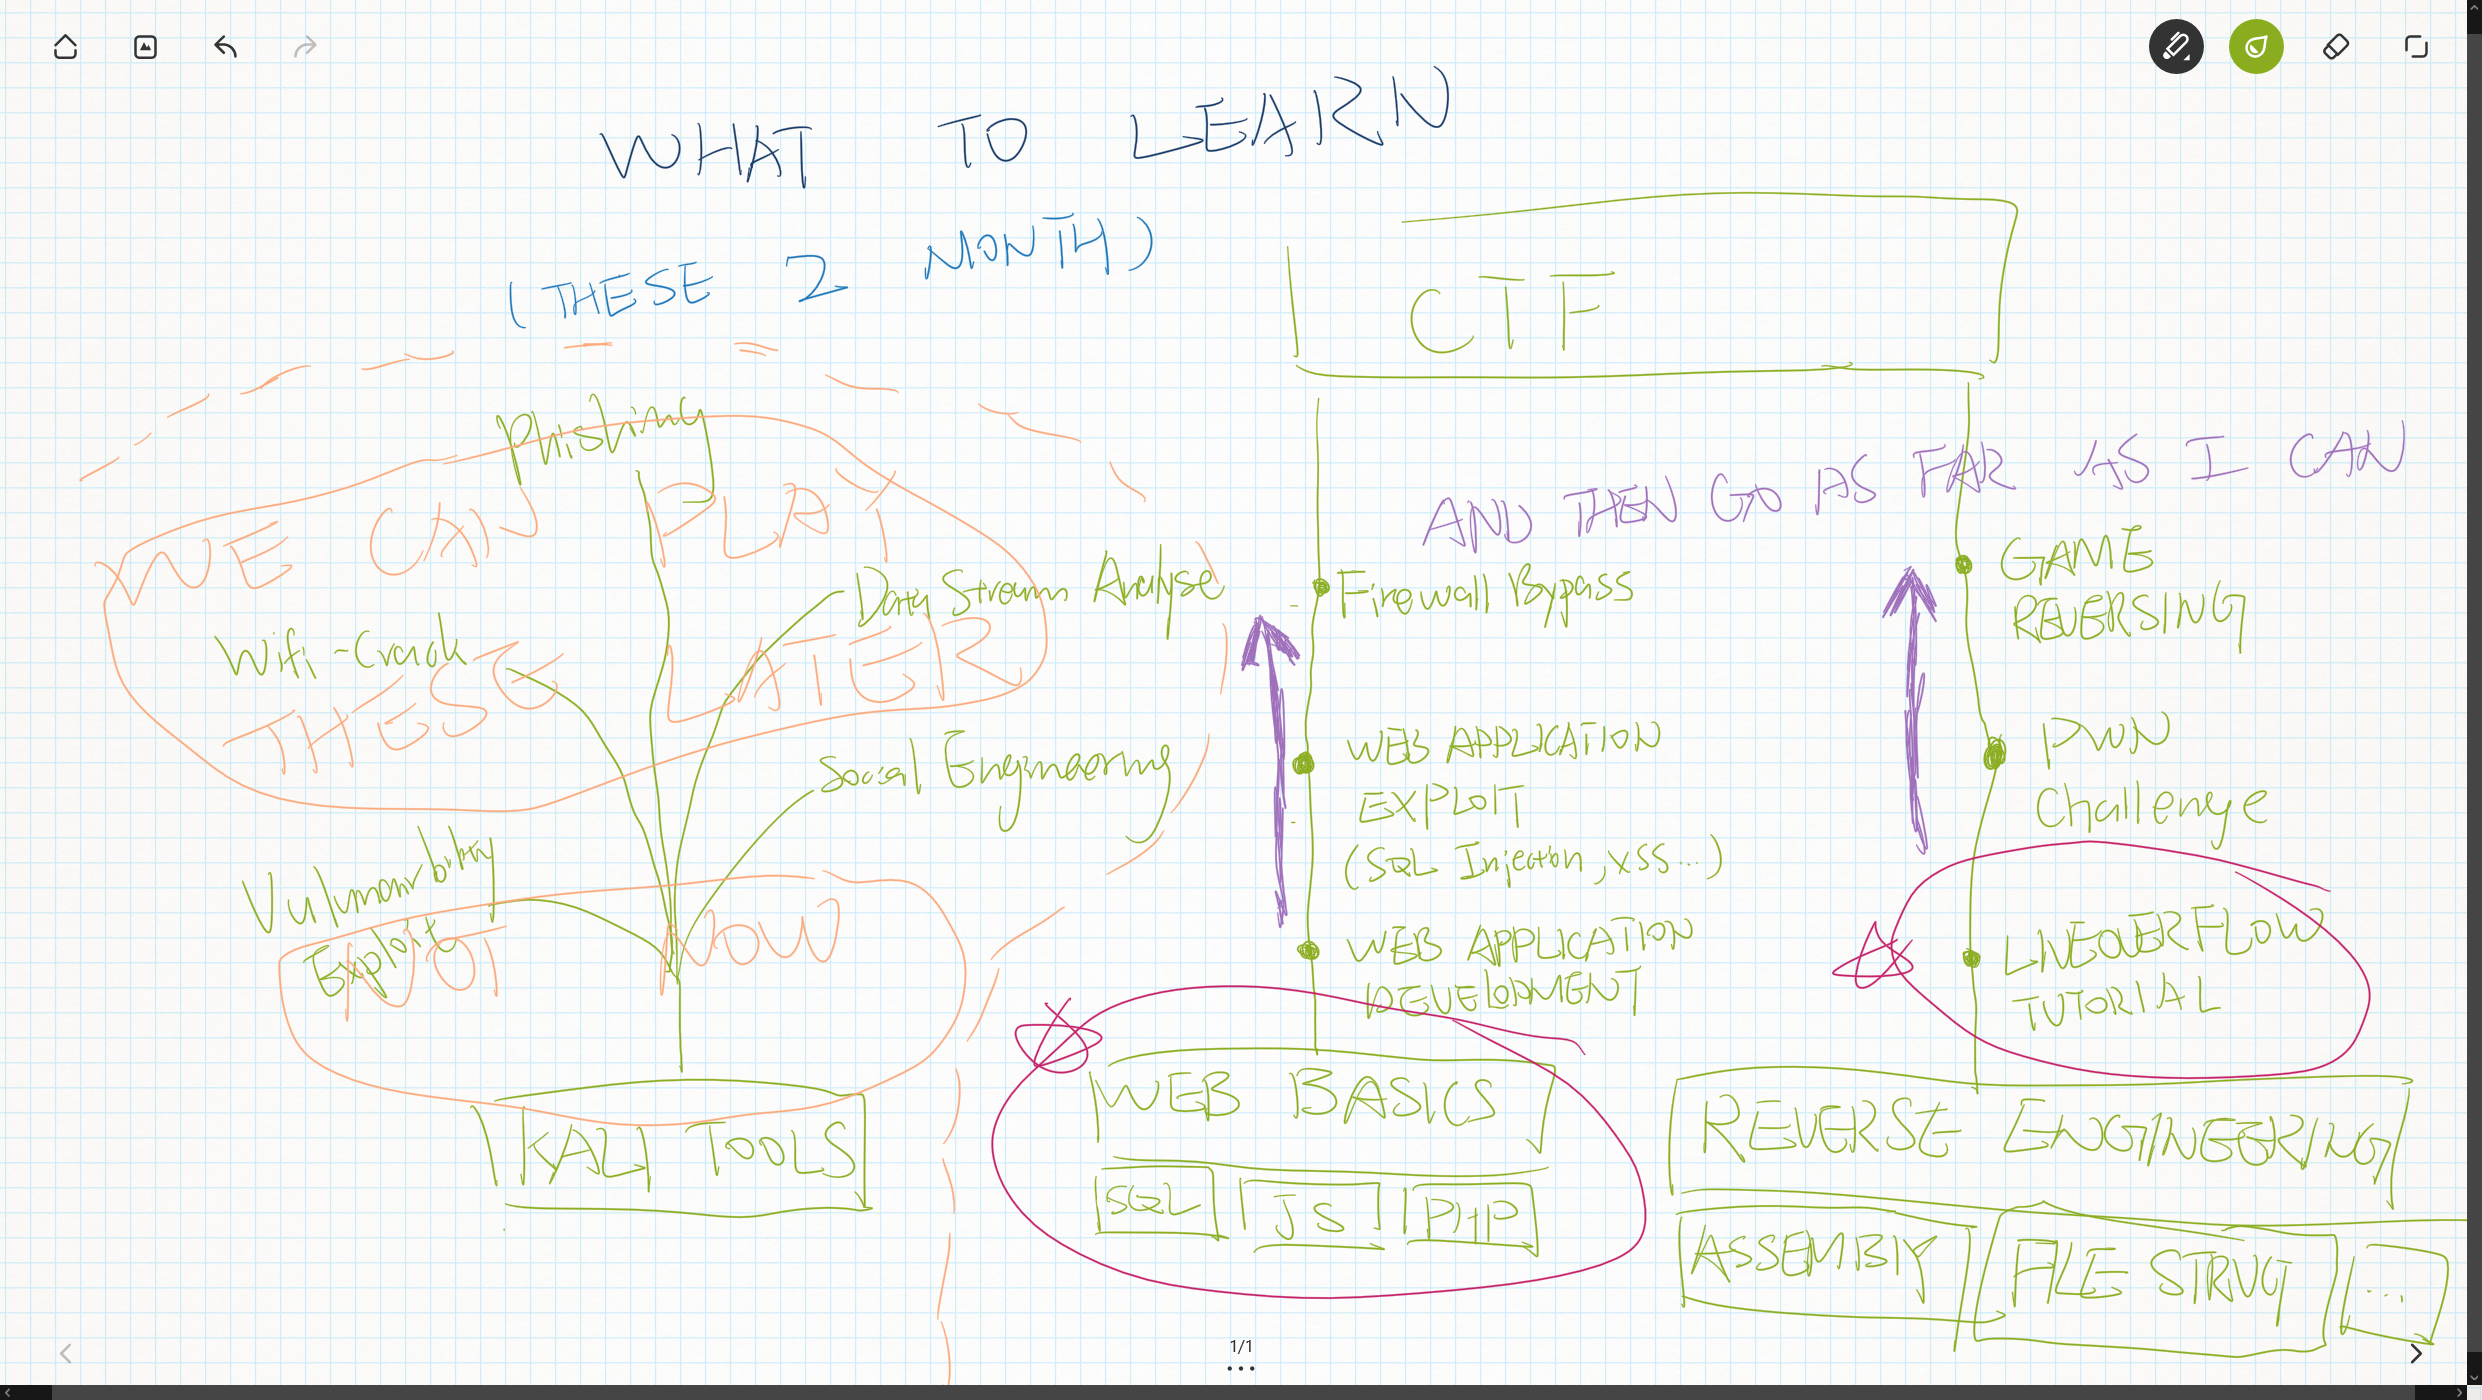 WHAT TO LEARN
(THESE 2 MONTH)
CTF
AND THEN GO AS FAR AS I CAN
Phishing
WE CAN PLAY
THESE LATER
Data Stream Analyse
Wifi-Crack
Social Engineering
Vulnanribility
Exploit
NOT NOW
KALI TOOLS
Firewall Bypass
WEB APPLICATION
EXPLOIT
(SQL Injection, XSS...)
WEB APPLICATION
DEVELOPMENT
WEB BASICS
SQL JS PHP
GAME
REVERSING
PWN
Challenge
LIVEOVERFLOW
TUTORIAL
REVERSE ENGINEERING
ASSEMBLY FILE STRUCT ...
1/1